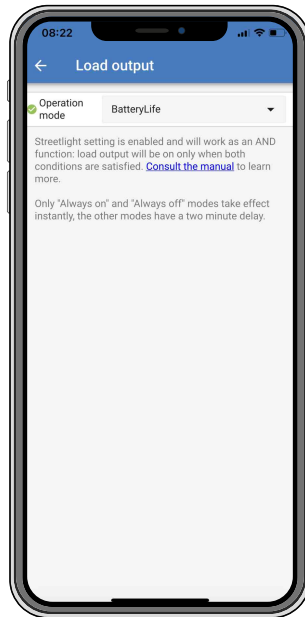 08:22
Load output
Operation
mode
BatteryLife
Streetlight setting is enabled and will work as an AND
function: load output will be on only when both
conditions are satisfied. Consult the manual to learn
more.
Only "Always on" and "Always off" modes take effect
instantly, the other modes have a two minute delay.